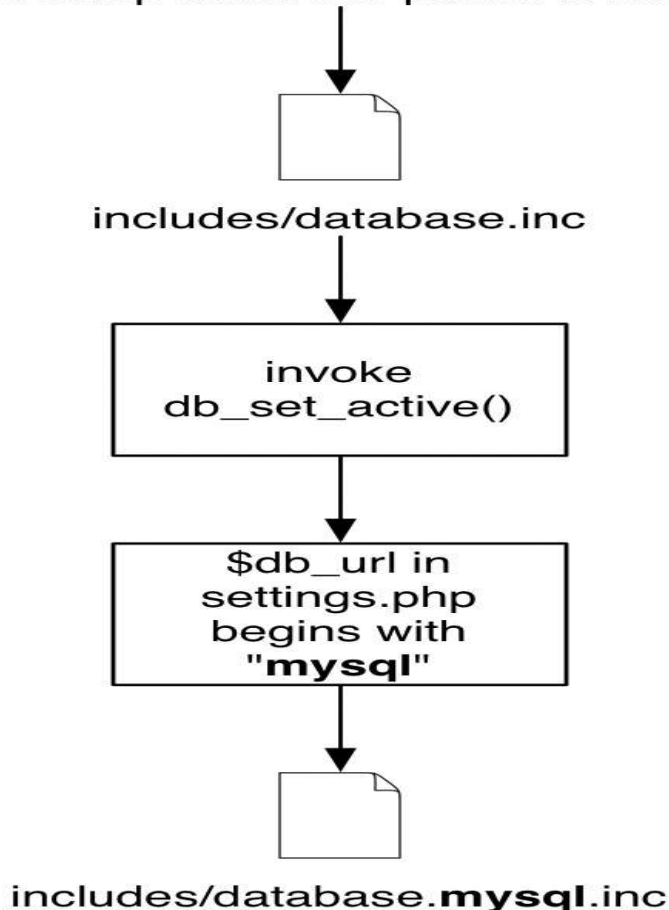 includes/database.inc
invoke
db_set_active()
$db_url in
settings.php
begins with
"mysql"
includes/database.mysql.inc